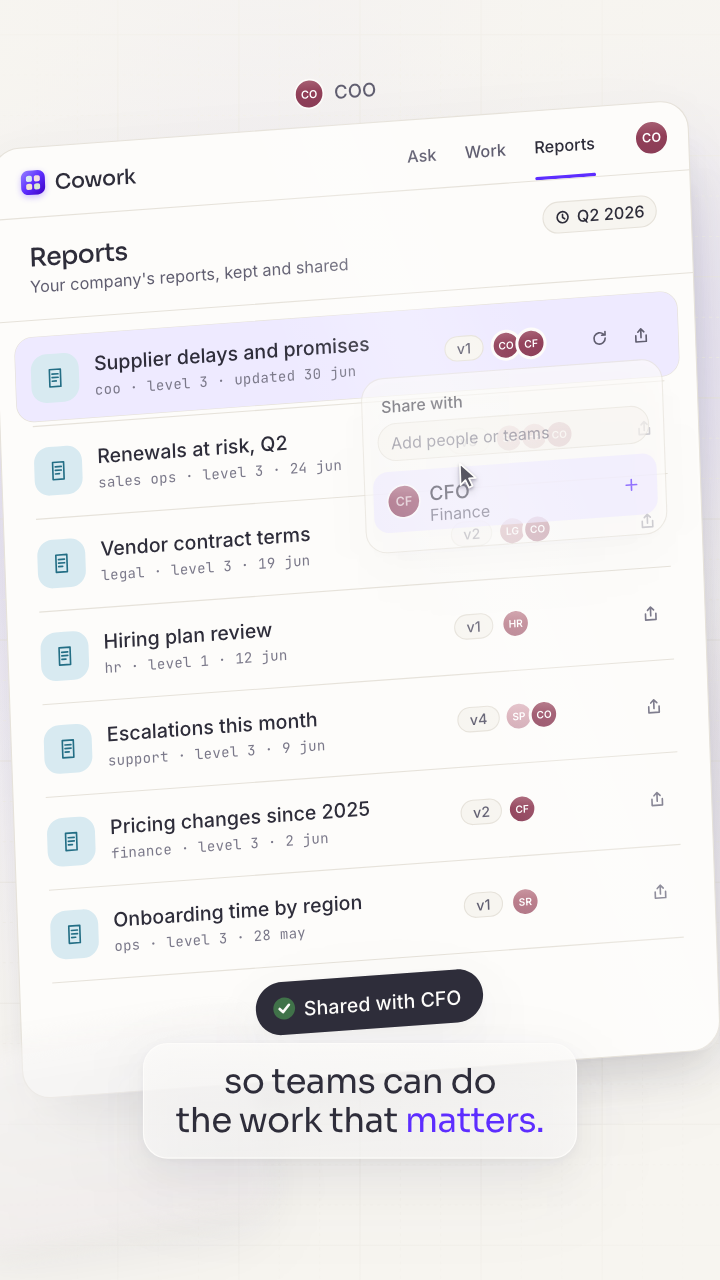 CO COO
Cowork
Ask Work Reports CO
Q2 2026
Reports
Your company's reports, kept and shared
Supplier delays and promises
coo · level 3 · updated 30 jun
v1 CO CF
Share with
Add people or teams
CO
CF CFO +
Finance
Renewals at risk, Q2
sales ops · level 3 · 24 jun
Vendor contract terms
legal · level 3 · 19 jun
v2 LG CO
Hiring plan review
hr · level 1 · 12 jun
v1 HR
Escalations this month
support · level 3 · 9 jun
v4 SP CO
Pricing changes since 2025
finance · level 3 · 2 jun
v2 CF
Onboarding time by region
ops · level 3 · 28 may
v1 SR
Shared with CFO
so teams can do
the work that matters.